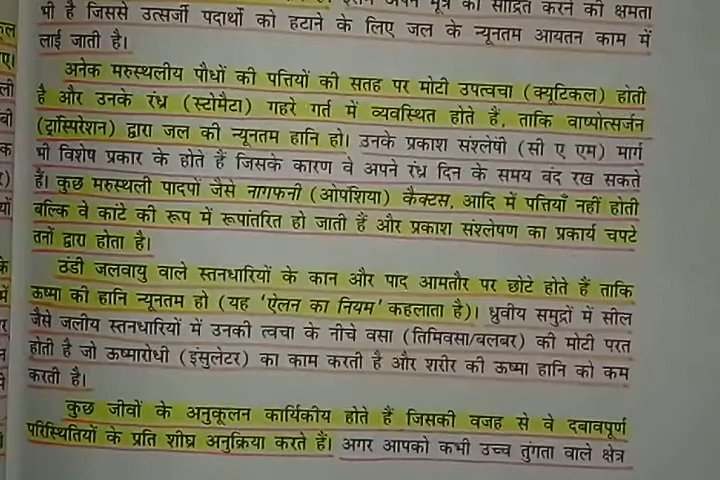 भी है जिससे उत्सर्जी पदार्थों को हटाने के लिए जल के न्यूनतम आयतन काम में
लाई जाती है।
अनेक मरुस्थलीय पौधों की पत्तियों की सतह पर मोटी उपत्वचा (क्यूटिकल) होती
है और उनके रंध्र (स्टोमैटा) गहरे गर्त में व्यवस्थित होते हैं, ताकि वाष्पोत्सर्जन
(ट्रांस्पिरेशन) द्वारा जल की न्यूनतम हानि हो। उनके प्रकाश संश्लेषी (सी ए एम) मार्ग
भी विशेष प्रकार के होते हैं जिसके कारण वे अपने रंध्र दिन के समय बंद रख सकते
हैं। कुछ मरुस्थली पादपों जैसे नागफनी (ओपंशिया) कैक्टस, आदि में पत्तियाँ नहीं होती
बल्कि वे कांटे की रूप में रूपांतरित हो जाती हैं और प्रकाश संश्लेषण का प्रकार्य चपटे
तनों द्वारा होता है।
ठंडी जलवायु वाले स्तनधारियों के कान और पाद आमतौर पर छोटे होते हैं ताकि
ऊष्मा की हानि न्यूनतम हो (यह 'ऐलन का नियम' कहलाता है)। ध्रुवीय समुद्रों में सील
जैसे जलीय स्तनधारियों में उनकी त्वचा के नीचे वसा (तिमिवसा/बलबर) की मोटी परत
होती है जो ऊष्मारोधी (इंसुलेटर) का काम करती है और शरीर की ऊष्मा हानि को कम
करती है।
कुछ जीवों के अनुकूलन कार्यिकीय होते हैं जिसकी वजह से वे दबावपूर्ण
परिस्थितियों के प्रति शीघ्र अनुक्रिया करते हैं। अगर आपको कभी उच्च तुंगता वाले क्षेत्र